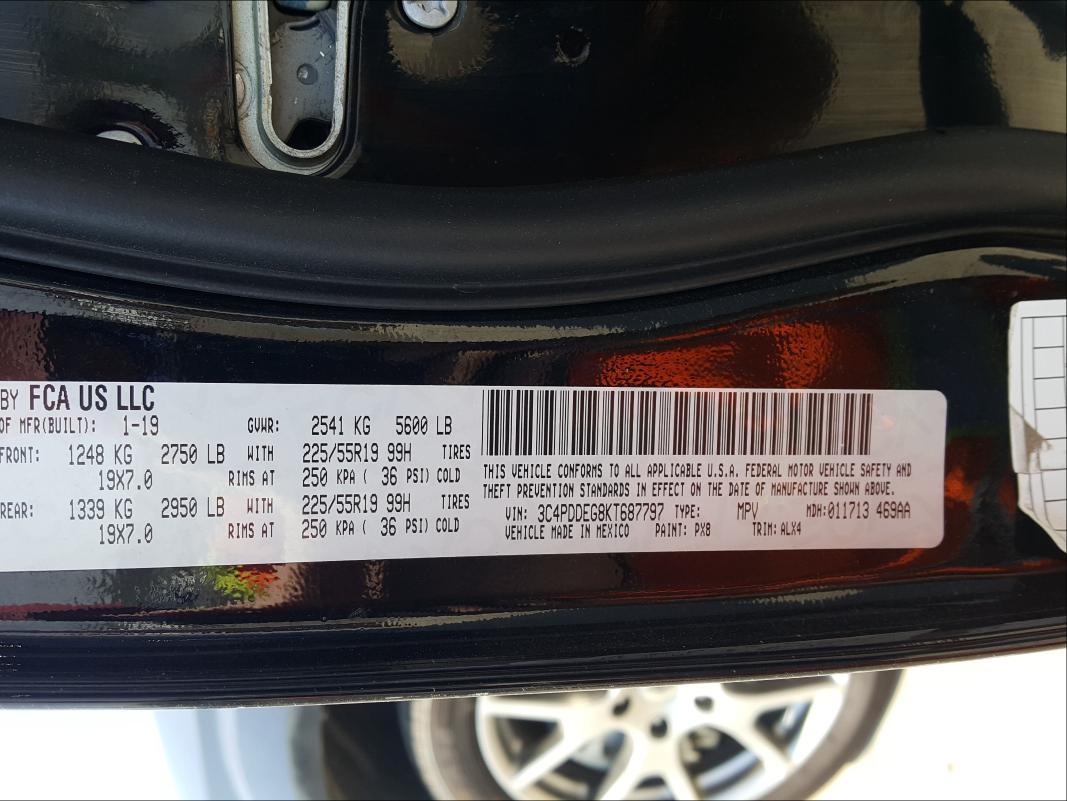 BY FCA US LLC
OF MFR(BUILT): 1-19 GVWR: 2541 KG 5600 LB
FRONT: 1248 KG 2750 LB WITH 225/55R19 99H TIRES
19X7.0 RIMS AT 250 KPA ( 36 PSI) COLD
REAR: 1339 KG 2950 LB WITH 225/55R19 99H TIRES
19X7.0 RIMS AT 250 KPA ( 36 PSI) COLD
THIS VEHICLE CONFORMS TO ALL APPLICABLE U.S.A. FEDERAL MOTOR VEHICLE SAFETY AND
THEFT PREVENTION STANDARDS IN EFFECT ON THE DATE OF MANUFACTURE SHOWN ABOVE.
VIN: 3C4PDDEG8KT687797 TYPE: MPV MDH: 011713 469AA
VEHICLE MADE IN MEXICO PAINT: PX8 TRIM: ALX4